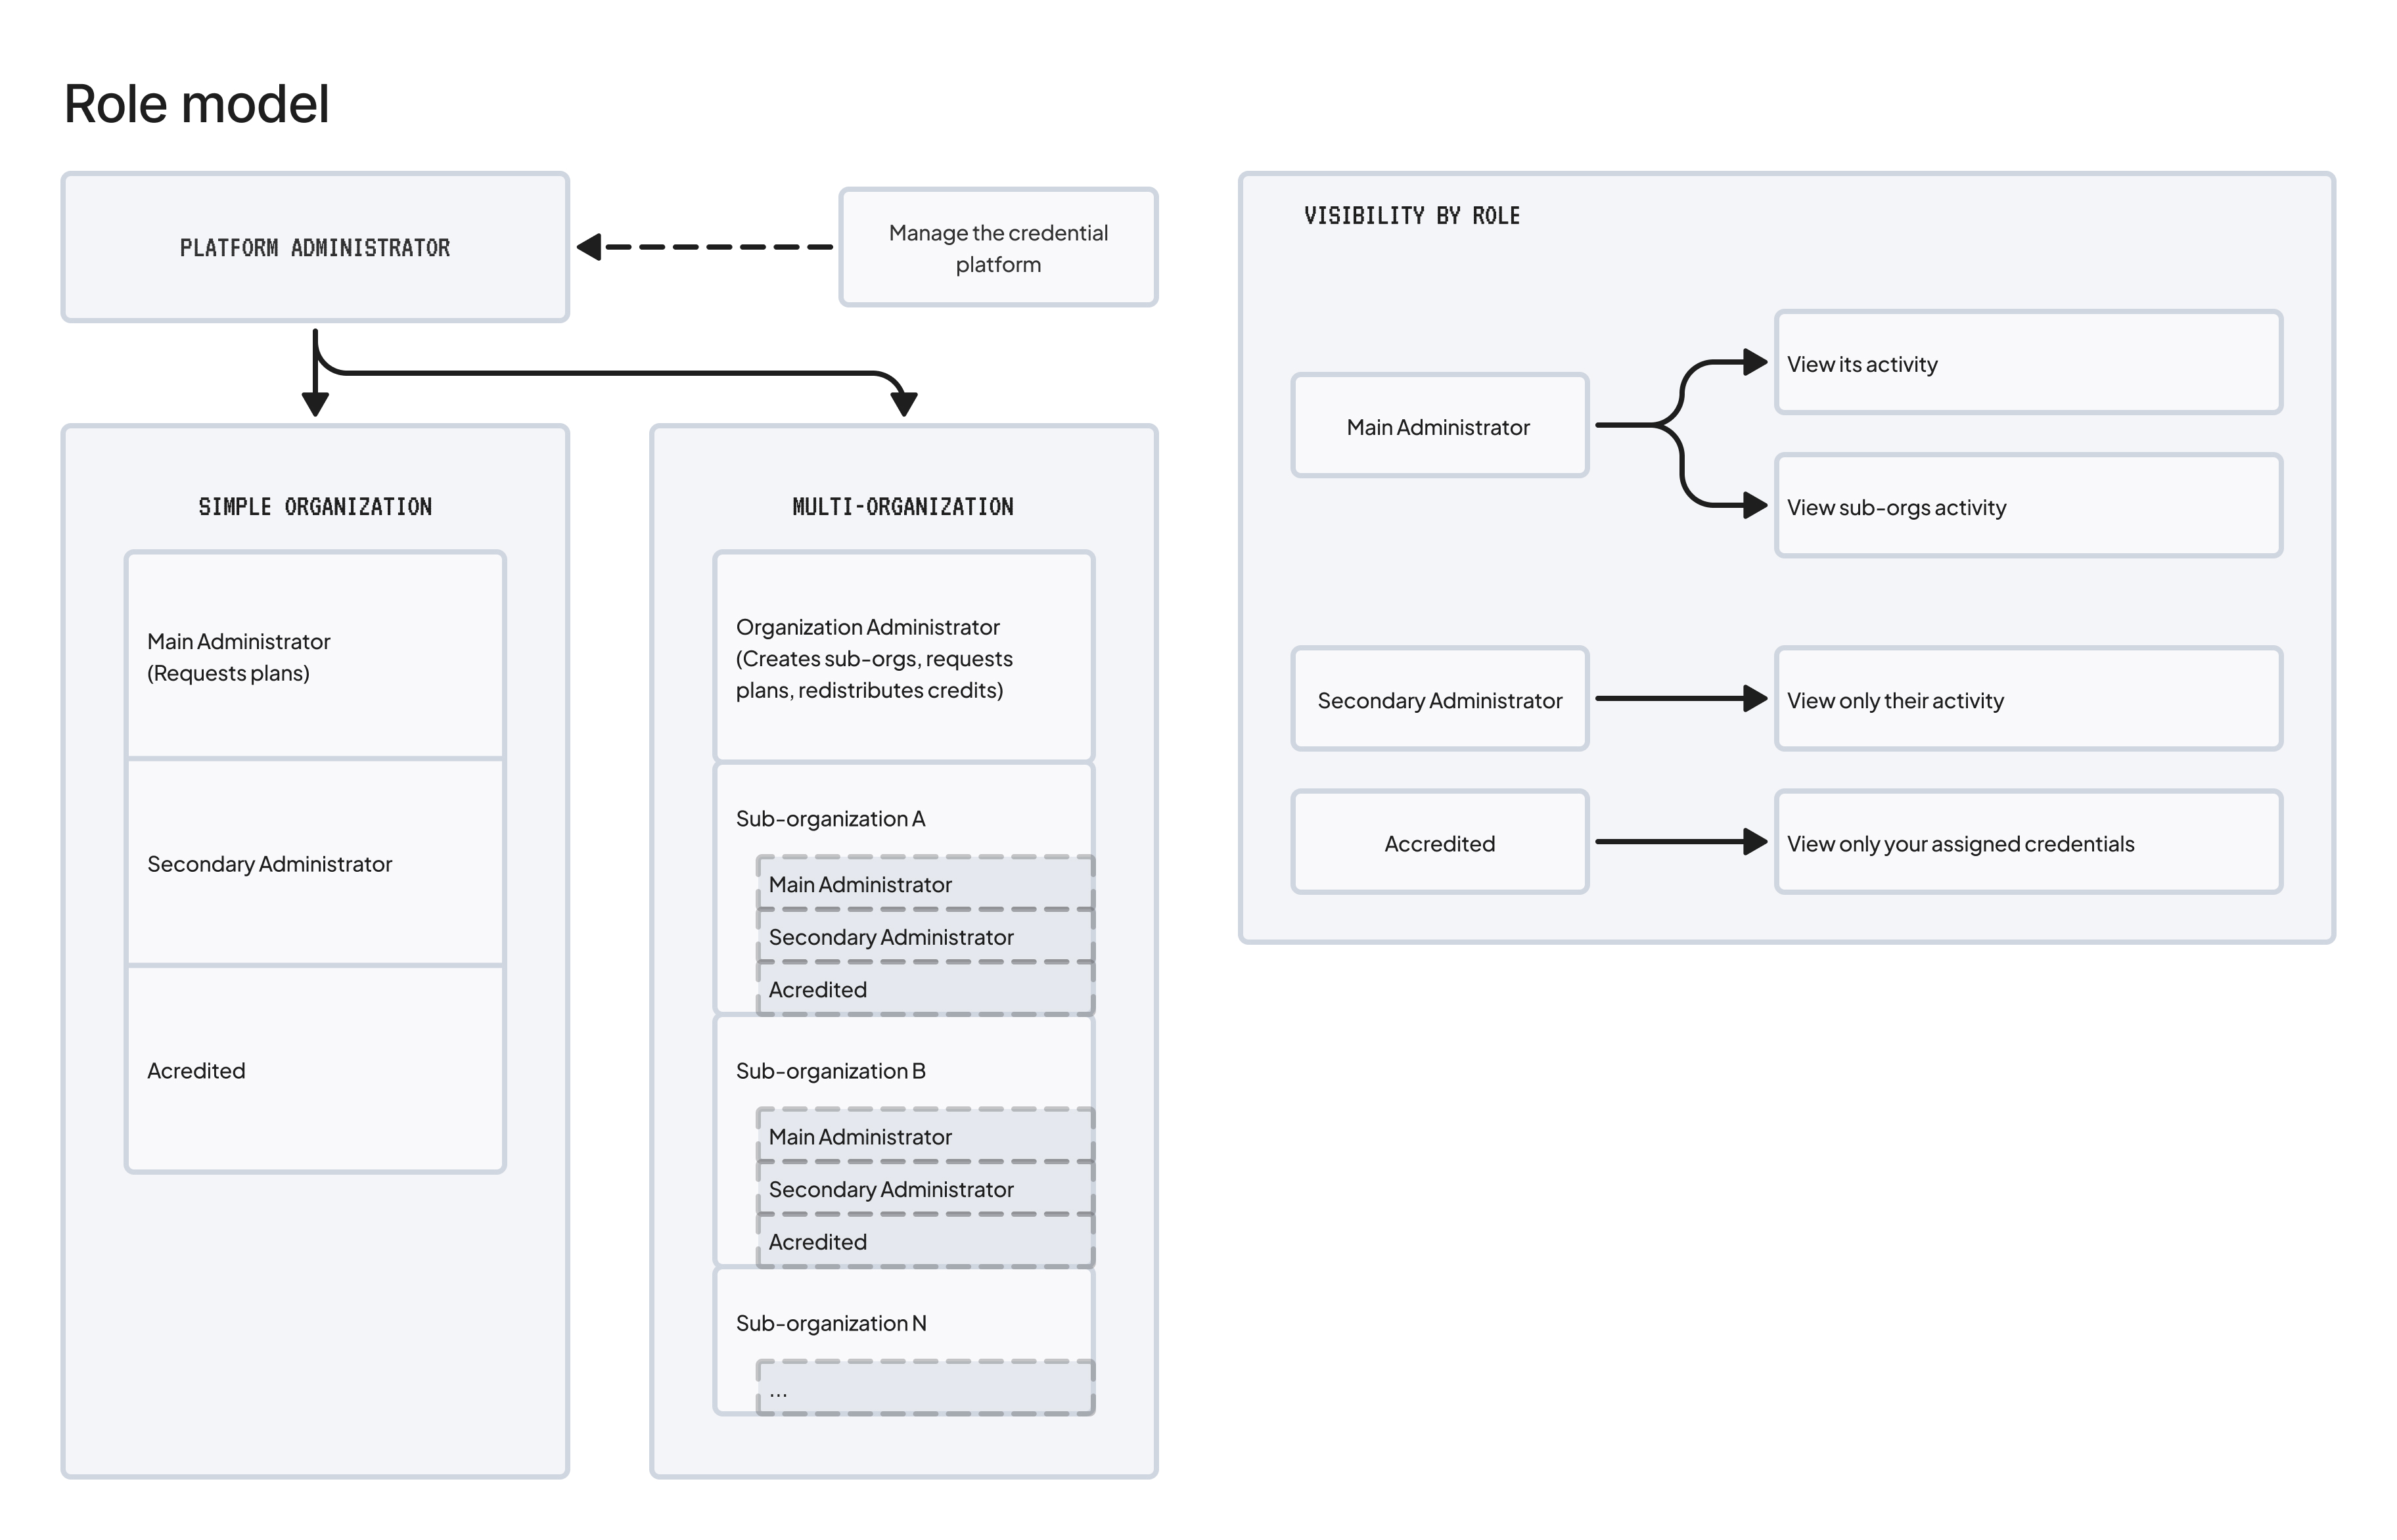 Role model
PLATFORM ADMINISTRATOR
Manage the credential
platform
SIMPLE ORGANIZATION
Main Administrator
(Requests plans)
Secondary Administrator
Acredited
MULTI-ORGANIZATION
Organization Administrator
(Creates sub-orgs, requests
plans, redistributes credits)
Sub-organization A
Main Administrator
Secondary Administrator
Acredited
Sub-organization B
Main Administrator
Secondary Administrator
Acredited
Sub-organization N
...
VISIBILITY BY ROLE
Main Administrator
View its activity
View sub-orgs activity
Secondary Administrator
View only their activity
Accredited
View only your assigned credentials